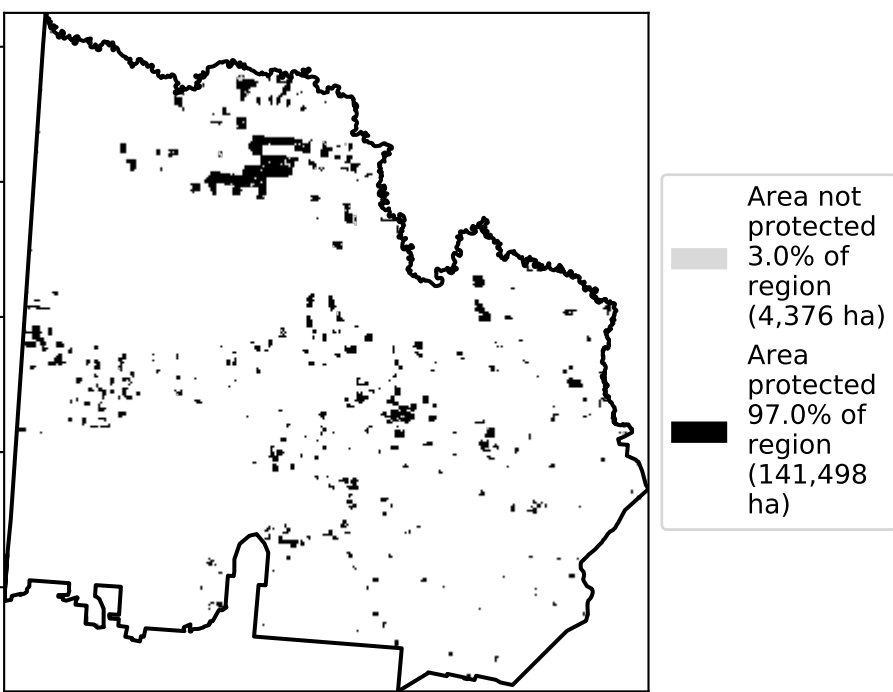 Area not
protected
3.0% of
region
(4,376 ha)
Area
protected
97.0% of
region
(141,498
ha)